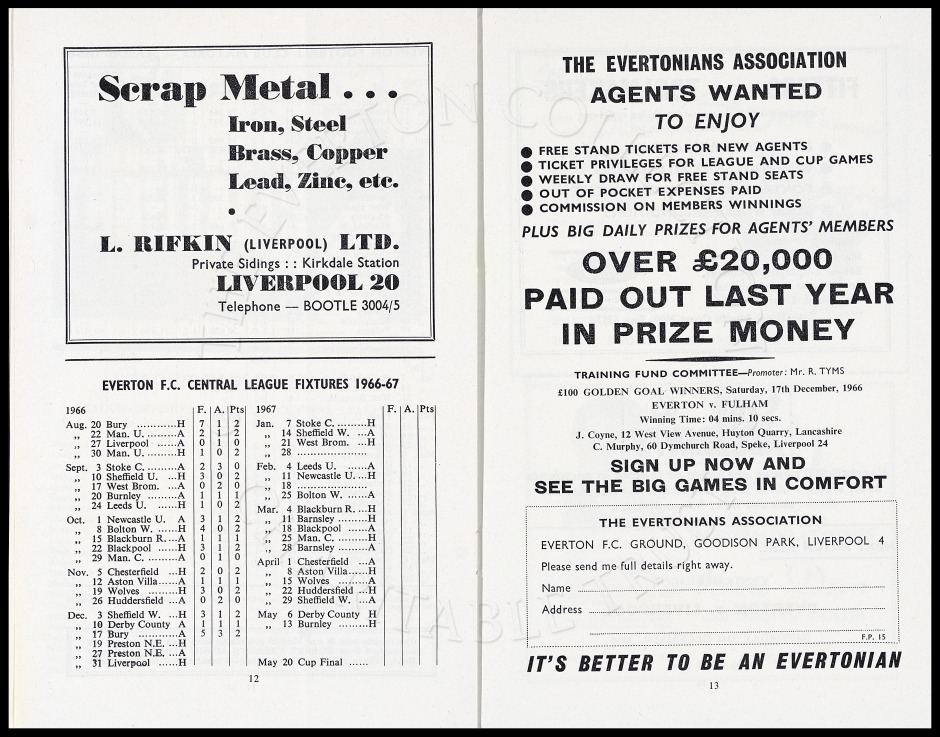 Scrap Metal . . .
Iron, Steel
Brass, Copper
Lead, Zinc, etc.
•
L. RIFKIN (LIVERPOOL) LTD.
Private Sidings : : Kirkdale Station
LIVERPOOL 20
Telephone — BOOTLE 3004/5
EVERTON F.C. CENTRAL LEAGUE FIXTURES 1966-67
1966 F. A. Pts
Aug. 20 Bury ...........H 7 1 2
„ 22 Man. U. .........A 2 1 2
„ 27 Liverpool ......A 0 1 0
„ 30 Man. U. .........H 1 0 2
Sept. 3 Stoke C. .........A 2 3 0
„ 10 Sheffield U. ...H 3 0 2
„ 17 West Brom. ...A 0 2 0
„ 20 Burnley .........A 1 1 1
„ 24 Leeds U. .........H 1 0 2
Oct. 1 Newcastle U. A 3 1 2
„ 8 Bolton W. ......H 4 0 2
„ 15 Blackburn R....A 1 1 1
„ 22 Blackpool ......H 3 1 2
„ 29 Man. C. .........A 0 1 0
Nov. 5 Chesterfield ...H 2 0 2
„ 12 Aston Villa......A 1 1 1
„ 19 Wolves .........H 3 0 2
„ 26 Huddersfield ...A 0 2 0
Dec. 3 Sheffield W. ...H 3 1 2
„ 10 Derby County A 1 1 1
„ 17 Bury ............A 5 3 2
„ 19 Preston N.E. ...H
„ 27 Preston N.E. ...A
„ 31 Liverpool ......H
1967 F. A. Pts
Jan. 7 Stoke C. .........H
„ 14 Sheffield W. ...A
„ 21 West Brom. ...H
„ 28 .....................
Feb. 4 Leeds U. ......A
„ 11 Newcastle U. ...H
„ 18 .....................
„ 25 Bolton W. ......A
Mar. 4 Blackburn R. ...H
„ 11 Barnsley .........H
„ 18 Blackpool ......A
„ 25 Man. C. .........H
„ 28 Barnsley .........A
April 1 Chesterfield ...A
„ 8 Aston Villa......H
„ 15 Wolves .........A
„ 22 Huddersfield ...H
„ 29 Sheffield W. ...A
May 6 Derby County H
„ 13 Burnley .........H
May 20 Cup Final ......
12
THE EVERTONIANS ASSOCIATION
AGENTS WANTED
TO ENJOY
● FREE STAND TICKETS FOR NEW AGENTS
● TICKET PRIVILEGES FOR LEAGUE AND CUP GAMES
● WEEKLY DRAW FOR FREE STAND SEATS
● OUT OF POCKET EXPENSES PAID
● COMMISSION ON MEMBERS WINNINGS
PLUS BIG DAILY PRIZES FOR AGENTS' MEMBERS
OVER £20,000
PAID OUT LAST YEAR
IN PRIZE MONEY
TRAINING FUND COMMITTEE—Promoter: Mr. R. TYMS
£100 GOLDEN GOAL WINNERS, Saturday, 17th December, 1966
EVERTON v. FULHAM
Winning Time: 04 mins. 10 secs.
J. Coyne, 12 West View Avenue, Huyton Quarry, Lancashire
C. Murphy, 60 Dymchurch Road, Speke, Liverpool 24
SIGN UP NOW AND
SEE THE BIG GAMES IN COMFORT
THE EVERTONIANS ASSOCIATION
EVERTON F.C. GROUND, GOODISON PARK, LIVERPOOL 4
Please send me full details right away.
Name
Address
F.P. 15
IT'S BETTER TO BE AN EVERTONIAN
13